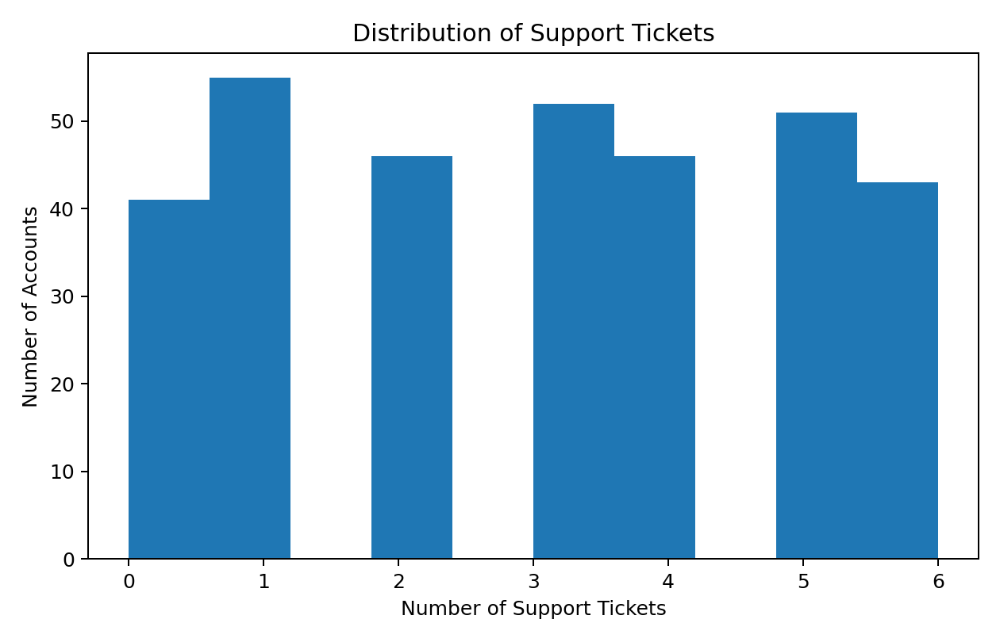 Distribution of Support Tickets
Number of Accounts
50
40
30
20
10
0
0 1 2 3 4 5 6
Number of Support Tickets